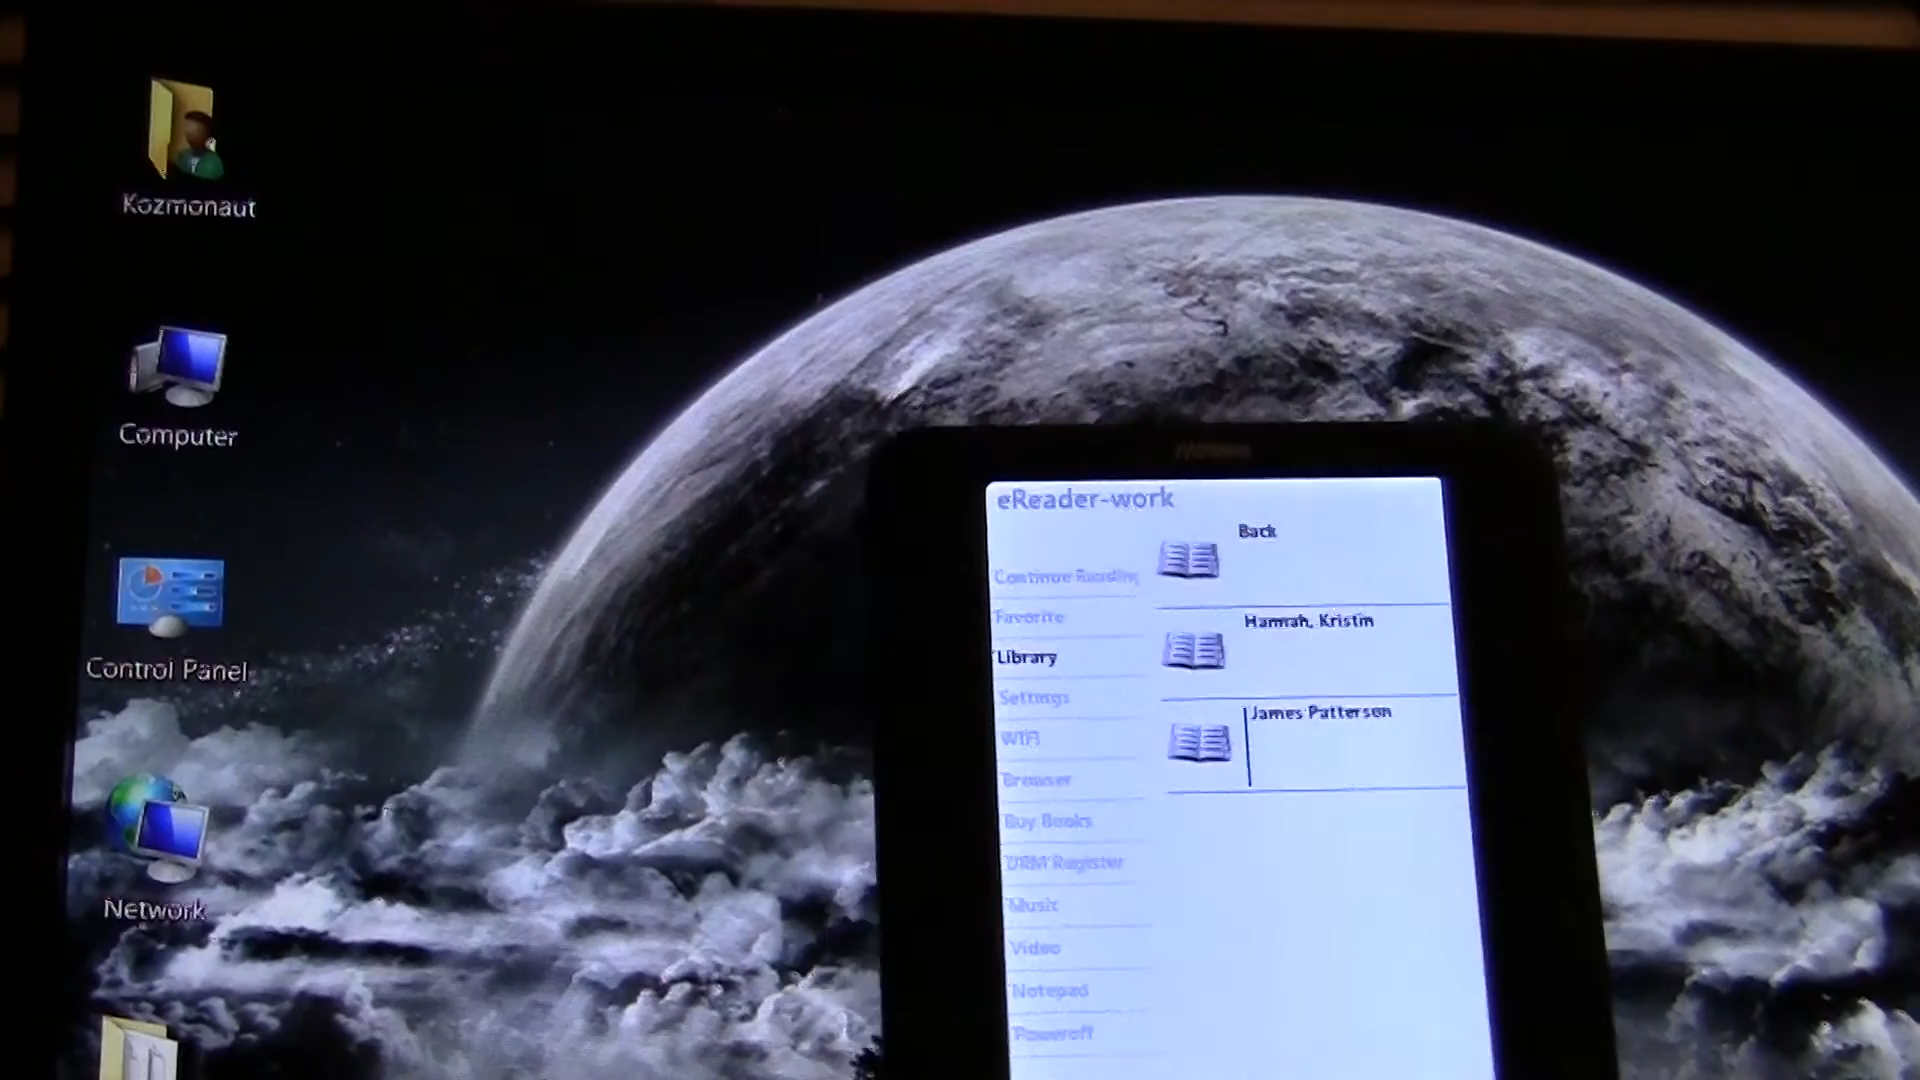 Kozmonaut
Computer
Control Panel
Network
eReader-work
Continue Reading
Favorite
Library
Settings
WIFI
Browser
Buy Books
DRM Register
Music
Video
Notepad
Poweroff
Back
Hannah, Kristin
James Patterson